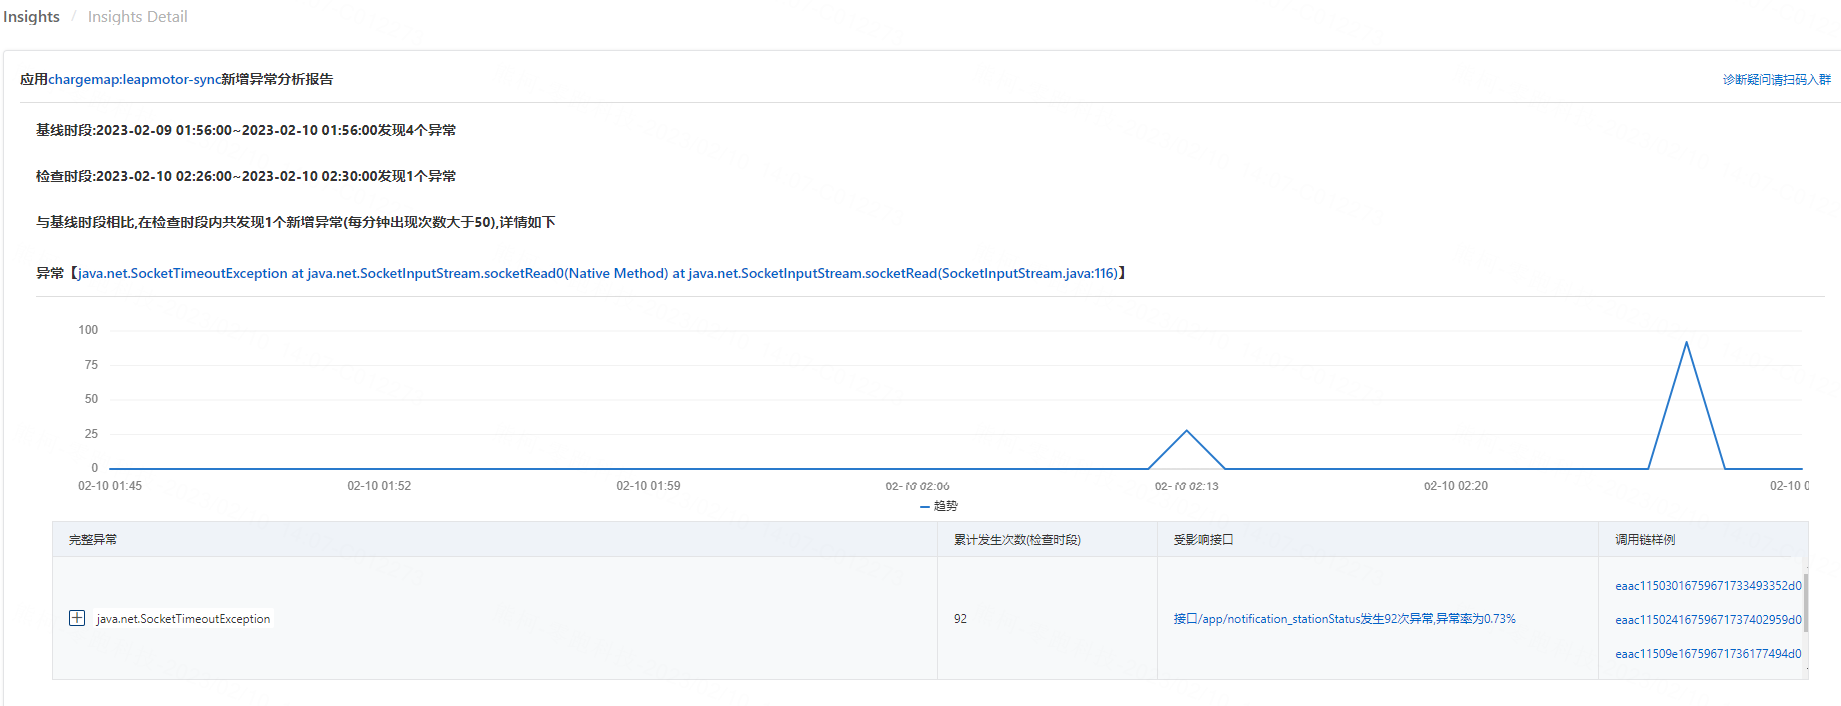 Insights / Insights Detail
应用chargemap:leapmotor-sync新增异常分析报告
诊断疑问请扫码入群
基线时段:2023-02-09 01:56:00~2023-02-10 01:56:00发现4个异常
检查时段:2023-02-10 02:26:00~2023-02-10 02:30:00发现1个异常
与基线时段相比,在检查时段内共发现1个新增异常(每分钟出现次数大于50),详情如下
异常【java.net.SocketTimeoutException at java.net.SocketInputStream.socketRead0(Native Method) at java.net.SocketInputStream.socketRead(SocketInputStream.java:116)】
100
75
50
25
0
02-10 01:45 02-10 01:52 02-10 01:59 02-10 02:06 02-10 02:13 02-10 02:20 02-10 0
趋势
完整异常 累计发生次数(检查时段) 受影响接口 调用链样例
java.net.SocketTimeoutException 92 接口/app/notification_stationStatus发生92次异常,异常率为0.73%
eaac11503016759671733493352d0
eaac11502416759671737402959d0
eaac11509e16759671736177494d0